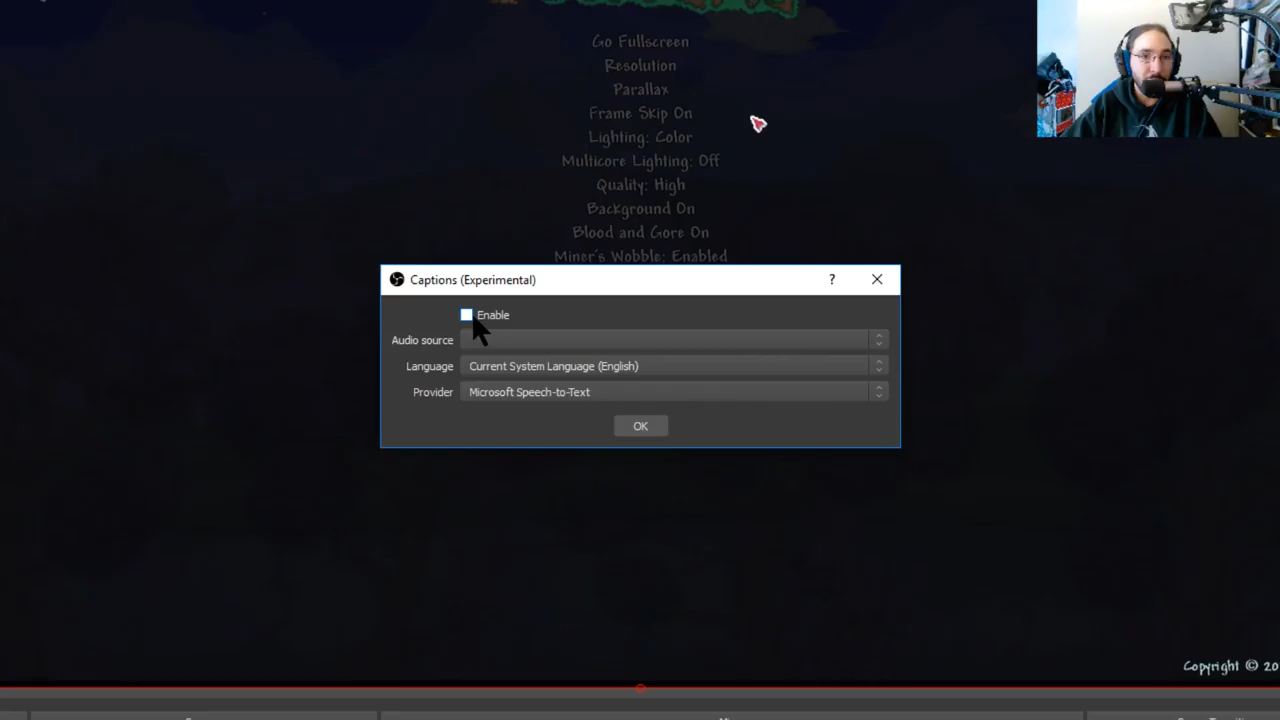 Go Fullscreen
Resolution
Parallax
Frame Skip On
Lighting: Color
Multicore Lighting: Off
Quality: High
Background On
Blood and Gore On
Miner's Wobble: Enabled
Captions (Experimental)
?
Enable
Audio source
Language Current System Language (English)
Provider Microsoft Speech-to-Text
OK
Copyright © 20